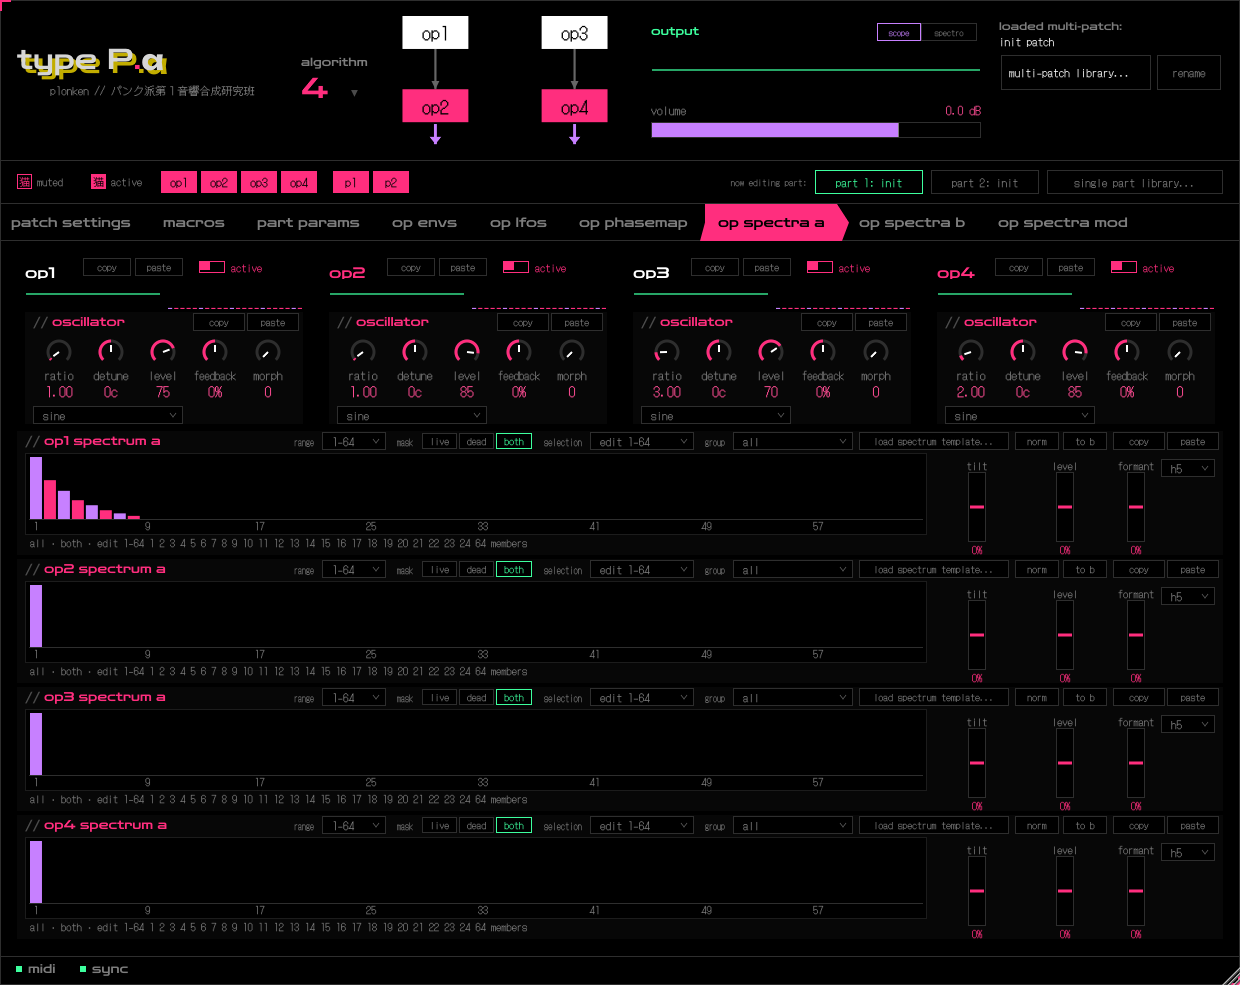 type P.a
plonken // パンク派第1音響合成研究班
algorithm
4
op1 op3
op2 op4
output
scope spectro
volume 0.0 dB
loaded multi-patch:
init patch
multi-patch library... rename
猫 muted 猫 active op1 op2 op3 op4 p1 p2
now editing part: part 1: init part 2: init single part library...
patch settings macros part params op envs op lfos op phasemap op spectra a op spectra b op spectra mod
op1 copy paste active
op2 copy paste active
op3 copy paste active
op4 copy paste active
// oscillator copy paste
ratio detune level feedback morph
1.00 0c 75 0% 0
sine
// oscillator copy paste
ratio detune level feedback morph
1.00 0c 85 0% 0
sine
// oscillator copy paste
ratio detune level feedback morph
3.00 0c 70 0% 0
sine
// oscillator copy paste
ratio detune level feedback morph
2.00 0c 85 0% 0
sine
// op1 spectrum a range 1-64 mask live dead both selection edit 1-64 group all load spectrum template... norm to b copy paste
tilt level formant h5
1 9 17 25 33 41 49 57
all · both · edit 1-64 1 2 3 4 5 6 7 8 9 10 11 12 13 14 15 16 17 18 19 20 21 22 23 24 64 members
0% 0% 0%
// op2 spectrum a range 1-64 mask live dead both selection edit 1-64 group all load spectrum template... norm to b copy paste
tilt level formant h5
1 9 17 25 33 41 49 57
all · both · edit 1-64 1 2 3 4 5 6 7 8 9 10 11 12 13 14 15 16 17 18 19 20 21 22 23 24 64 members
0% 0% 0%
// op3 spectrum a range 1-64 mask live dead both selection edit 1-64 group all load spectrum template... norm to b copy paste
tilt level formant h5
1 9 17 25 33 41 49 57
all · both · edit 1-64 1 2 3 4 5 6 7 8 9 10 11 12 13 14 15 16 17 18 19 20 21 22 23 24 64 members
0% 0% 0%
// op4 spectrum a range 1-64 mask live dead both selection edit 1-64 group all load spectrum template... norm to b copy paste
tilt level formant h5
1 9 17 25 33 41 49 57
all · both · edit 1-64 1 2 3 4 5 6 7 8 9 10 11 12 13 14 15 16 17 18 19 20 21 22 23 24 64 members
0% 0% 0%
midi sync